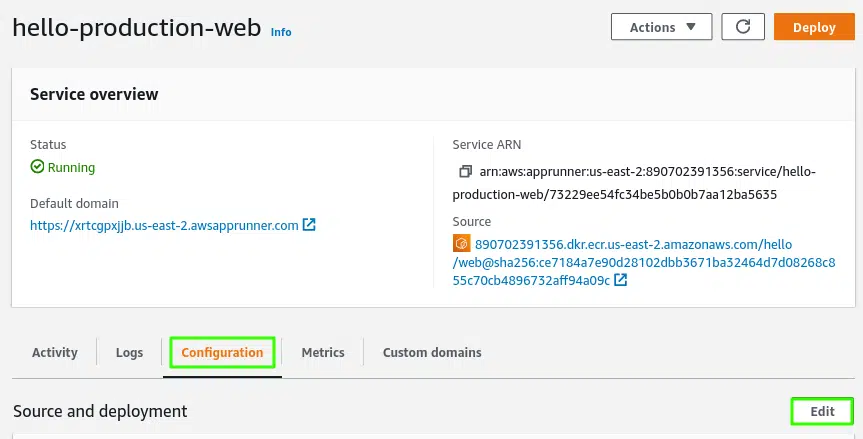 hello-production-web Info
Actions
Deploy
Service overview
Status
Running
Default domain
https://xrtcgpxjjb.us-east-2.awsapprunner.com
Service ARN
arn:aws:apprunner:us-east-2:890702391356:service/hello-
production-web/73229ee54fc34be5b0b0b7aa12ba5635
Source
890702391356.dkr.ecr.us-east-2.amazonaws.com/hello
/web@sha256:ce7184a7e90d28102dbb3671ba32464d7d08268c8
55c70cb4896732aff94a09c
Activity Logs Configuration Metrics Custom domains
Source and deployment
Edit